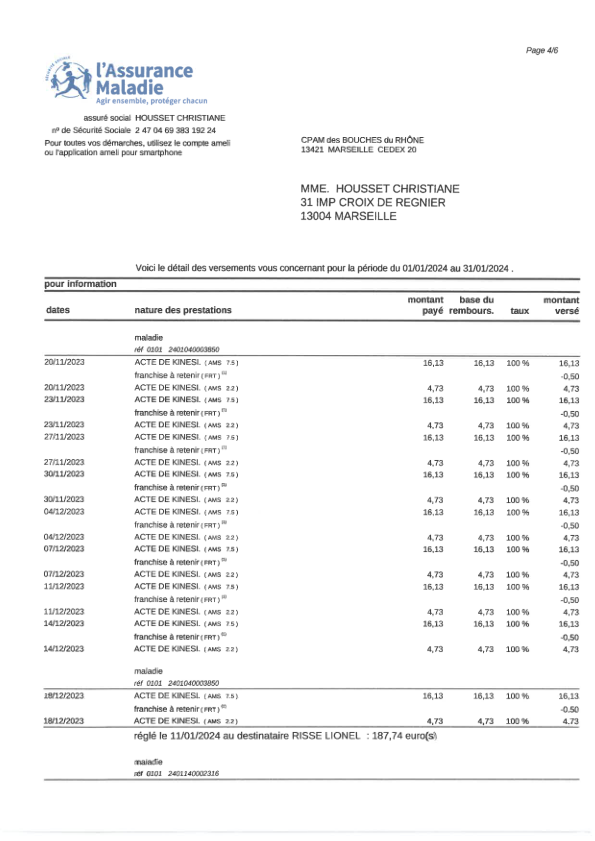 Page 4/6
SÉCURITÉ SOCIALE
l'Assurance
Maladie
Agir ensemble, protéger chacun
assuré social HOUSSET CHRISTIANE
nº de Sécurité Sociale 2 47 04 69 383 192 24
Pour toutes vos démarches, utilisez le compte ameli
ou l'application ameli pour smartphone
CPAM des BOUCHES du RHÔNE
13421 MARSEILLE CEDEX 20
MME. HOUSSET CHRISTIANE
31 IMP CROIX DE REGNIER
13004 MARSEILLE
Voici le détail des versements vous concernant pour la période du 01/01/2024 au 31/01/2024 .
pour information
dates nature des prestations montant payé base du rembours. taux montant versé
maladie
réf 0101 2401040003850
20/11/2023 ACTE DE KINESI. ( AMS 7.5 ) 16,13 16,13 100 % 16,13
franchise à retenir ( FRT ) -0,50
20/11/2023 ACTE DE KINESI. ( AMS 2.2 ) 4,73 4,73 100 % 4,73
23/11/2023 ACTE DE KINESI. ( AMS 7.5 ) 16,13 16,13 100 % 16,13
franchise à retenir ( FRT ) -0,50
23/11/2023 ACTE DE KINESI. ( AMS 2.2 ) 4,73 4,73 100 % 4,73
27/11/2023 ACTE DE KINESI. ( AMS 7.5 ) 16,13 16,13 100 % 16,13
franchise à retenir ( FRT ) -0,50
27/11/2023 ACTE DE KINESI. ( AMS 2.2 ) 4,73 4,73 100 % 4,73
30/11/2023 ACTE DE KINESI. ( AMS 7.5 ) 16,13 16,13 100 % 16,13
franchise à retenir ( FRT ) -0,50
30/11/2023 ACTE DE KINESI. ( AMS 2.2 ) 4,73 4,73 100 % 4,73
04/12/2023 ACTE DE KINESI. ( AMS 7.5 ) 16,13 16,13 100 % 16,13
franchise à retenir ( FRT ) -0,50
04/12/2023 ACTE DE KINESI. ( AMS 2.2 ) 4,73 4,73 100 % 4,73
07/12/2023 ACTE DE KINESI. ( AMS 7.5 ) 16,13 16,13 100 % 16,13
franchise à retenir ( FRT ) -0,50
07/12/2023 ACTE DE KINESI. ( AMS 2.2 ) 4,73 4,73 100 % 4,73
11/12/2023 ACTE DE KINESI. ( AMS 7.5 ) 16,13 16,13 100 % 16,13
franchise à retenir ( FRT ) -0,50
11/12/2023 ACTE DE KINESI. ( AMS 2.2 ) 4,73 4,73 100 % 4,73
14/12/2023 ACTE DE KINESI. ( AMS 7.5 ) 16,13 16,13 100 % 16,13
franchise à retenir ( FRT ) -0,50
14/12/2023 ACTE DE KINESI. ( AMS 2.2 ) 4,73 4,73 100 % 4,73
maladie
réf 0101 2401040003850
18/12/2023 ACTE DE KINESI. ( AMS 7.5 ) 16,13 16,13 100 % 16,13
franchise à retenir ( FRT ) -0.50
18/12/2023 ACTE DE KINESI. ( AMS 2.2 ) 4,73 4,73 100 % 4.73
réglé le 11/01/2024 au destinataire RISSE LIONEL : 187,74 euro(s)
maladie
réf 0101 2401140002316